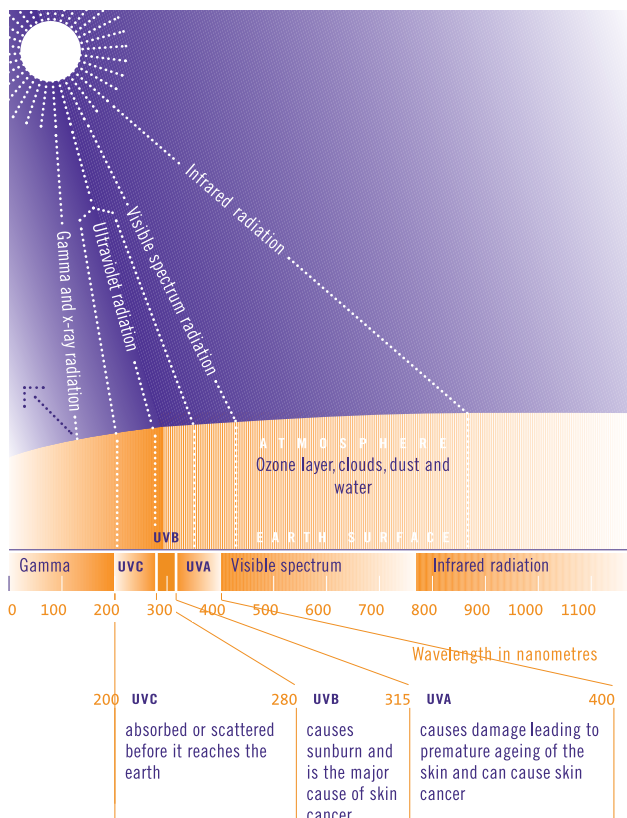 Infrared radiation
Visible spectrum radiation
Ultraviolet radiation
Gamma and x-ray radiation
ATMOSPHERE
Ozone layer, clouds, dust and
water
UVB
EARTH SURFACE
Gamma
UVC
UVA
Visible spectrum
Infrared radiation
0 100 200 300 400 500 600 700 800 900 1000 1100
Wavelength in nanometres
200 UVC 280 UVB 315 UVA 400
absorbed or scattered
before it reaches the
earth
causes
sunburn and
is the major
cause of skin
cancer
causes damage leading to
premature ageing of the
skin and can cause skin
cancer